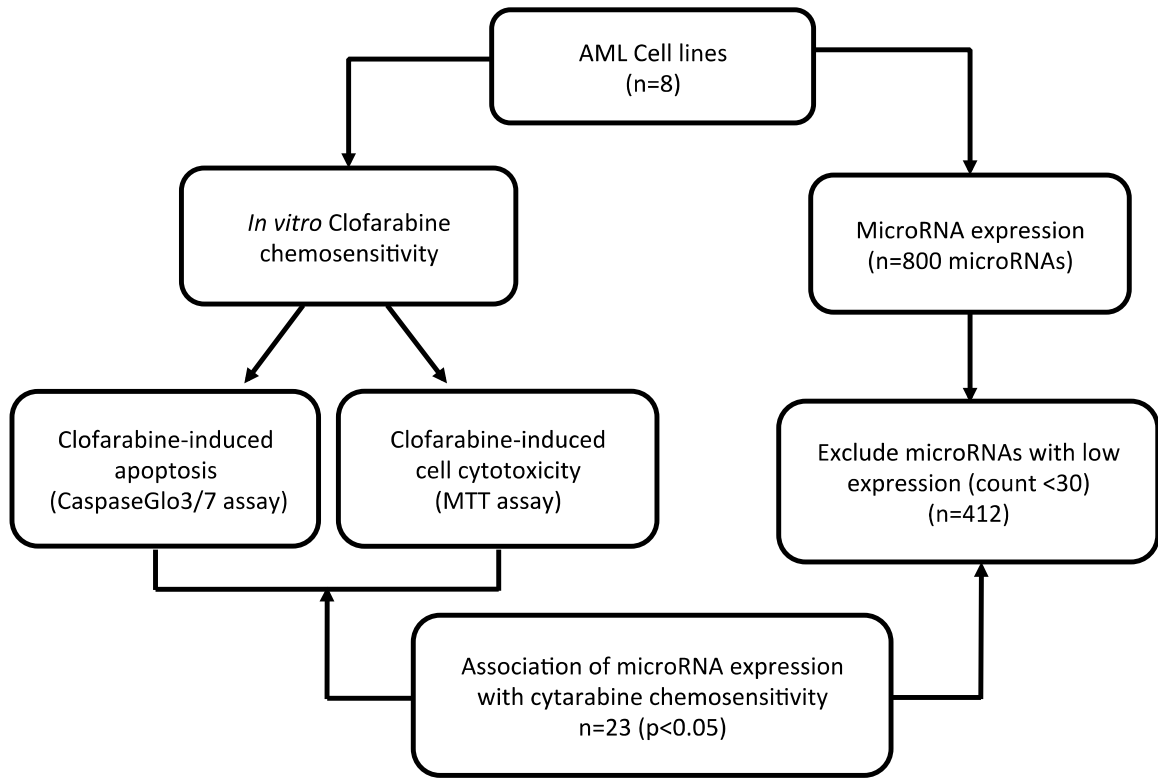 AML Cell lines
(n=8)
In vitro Clofarabine
chemosensitivity
MicroRNA expression
(n=800 microRNAs)
Clofarabine-induced
apoptosis
(CaspaseGlo3/7 assay)
Clofarabine-induced
cell cytotoxicity
(MTT assay)
Exclude microRNAs with low
expression (count <30)
(n=412)
Association of microRNA expression
with cytarabine chemosensitivity
n=23 (p<0.05)